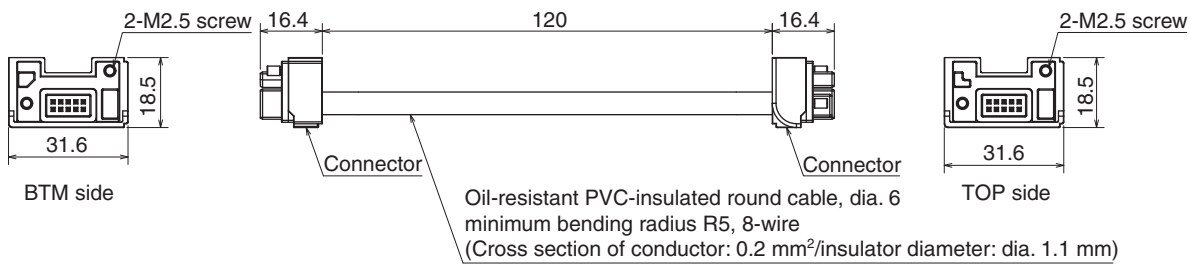 2-M2.5 screw
16.4
120
16.4
2-M2.5 screw
18.5
18.5
31.6
31.6
Connector
Connector
BTM side
TOP side
Oil-resistant PVC-insulated round cable, dia. 6
minimum bending radius R5, 8-wire
(Cross section of conductor: 0.2 mm²/insulator diameter: dia. 1.1 mm)